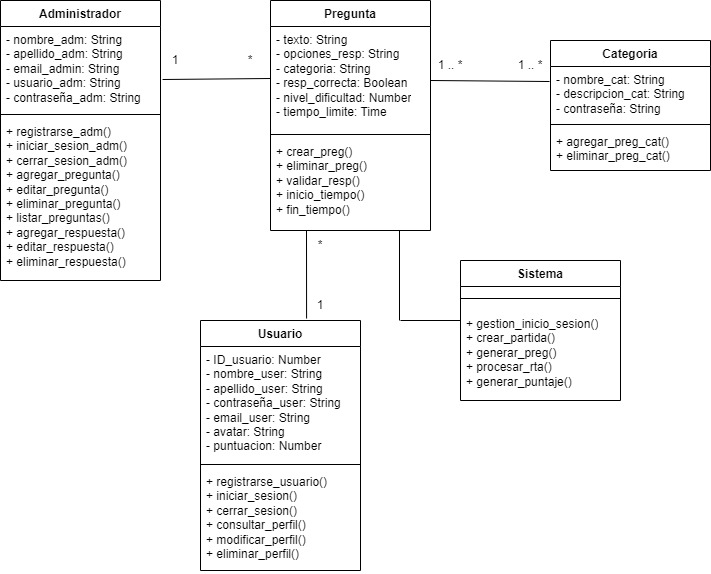 Administrador
- nombre_adm: String
- apellido_adm: String
- email_admin: String
- usuario_adm: String
- contraseña_adm: String
+ registrarse_adm()
+ iniciar_sesion_adm()
+ cerrar_sesion_adm()
+ agregar_pregunta()
+ editar_pregunta()
+ eliminar_pregunta()
+ listar_preguntas()
+ agregar_respuesta()
+ editar_respuesta()
+ eliminar_respuesta()
1
*
Pregunta
- texto: String
- opciones_resp: String
- categoria: String
- resp_correcta: Boolean
- nivel_dificultad: Number
- tiempo_limite: Time
+ crear_preg()
+ eliminar_preg()
+ validar_resp()
+ inicio_tiempo()
+ fin_tiempo()
1 .. *
1 .. *
Categoria
- nombre_cat: String
- descripcion_cat: String
- contraseña: String
+ agregar_preg_cat()
+ eliminar_preg_cat()
*
1
Usuario
- ID_usuario: Number
- nombre_user: String
- apellido_user: String
- contraseña_user: String
- email_user: String
- avatar: String
- puntuacion: Number
+ registrarse_usuario()
+ iniciar_sesion()
+ cerrar_sesion()
+ consultar_perfil()
+ modificar_perfil()
+ eliminar_perfil()
Sistema
+ gestion_inicio_sesion()
+ crear_partida()
+ generar_preg()
+ procesar_rta()
+ generar_puntaje()